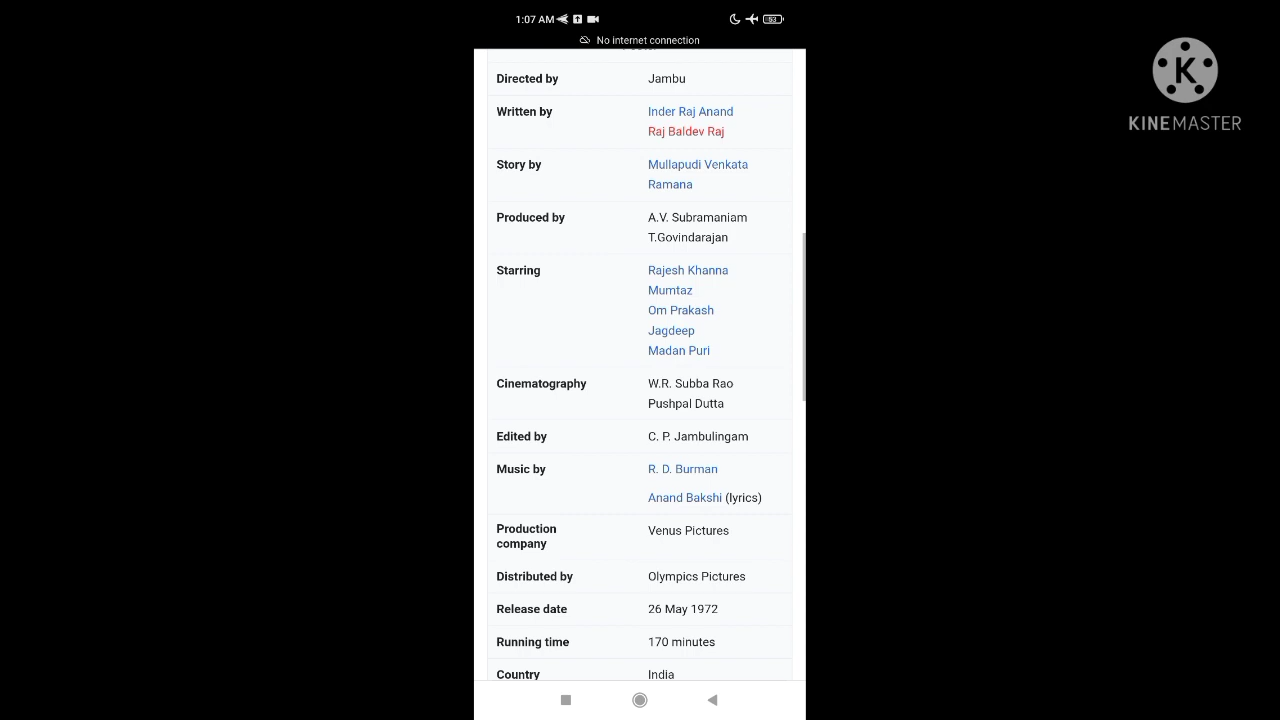 1:07 AM
53
No internet connection
KINEMASTER
Directed by Jambu
Written by Inder Raj Anand
Raj Baldev Raj
Story by Mullapudi Venkata
Ramana
Produced by A.V. Subramaniam
T.Govindarajan
Starring Rajesh Khanna
Mumtaz
Om Prakash
Jagdeep
Madan Puri
Cinematography W.R. Subba Rao
Pushpal Dutta
Edited by C. P. Jambulingam
Music by R. D. Burman
Anand Bakshi (lyrics)
Production Venus Pictures
company
Distributed by Olympics Pictures
Release date 26 May 1972
Running time 170 minutes
Country India